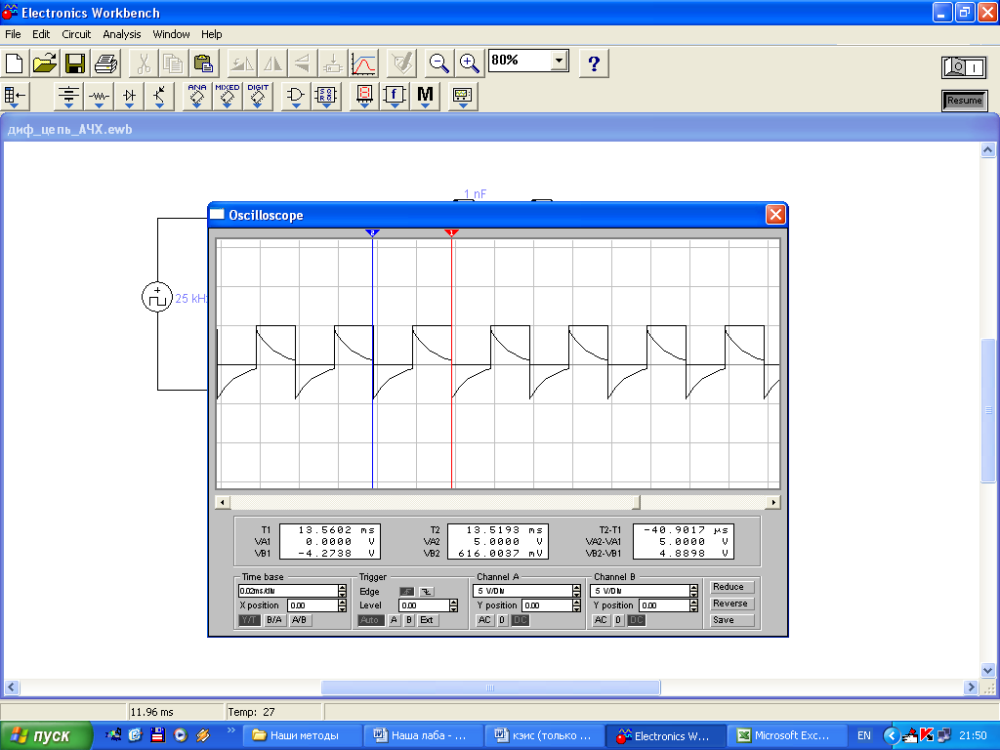 Electronics Workbench
File Edit Circuit Analysis Window Help
80%
?
ANA MIXED DIGIT
f M
Resume
диф_цепь_АЧХ.ewb
1 nF
25 kHz
Oscilloscope
2 1
T1 13.5602 ms T2 13.5193 ms T2-T1 -40.9017 µs
VA1 0.0000 V VA2 5.0000 V VA2-VA1 5.0000 V
VB1 -4.2738 V VB2 616.0037 mV VB2-VB1 4.8898 V
Time base Trigger Channel A Channel B Reduce
0.02ms/div Edge 5 V/Div 5 V/Div
X position 0.00 Level 0.00 Y position 0.00 Y position 0.00 Reverse
Y/T B/A A/B Auto A B Ext AC 0 DC AC 0 DC Save
11.96 ms Temp: 27
пуск Наши методы Наша лаба - ... кэис (только ... Electronics W... Microsoft Exc... EN 21:50